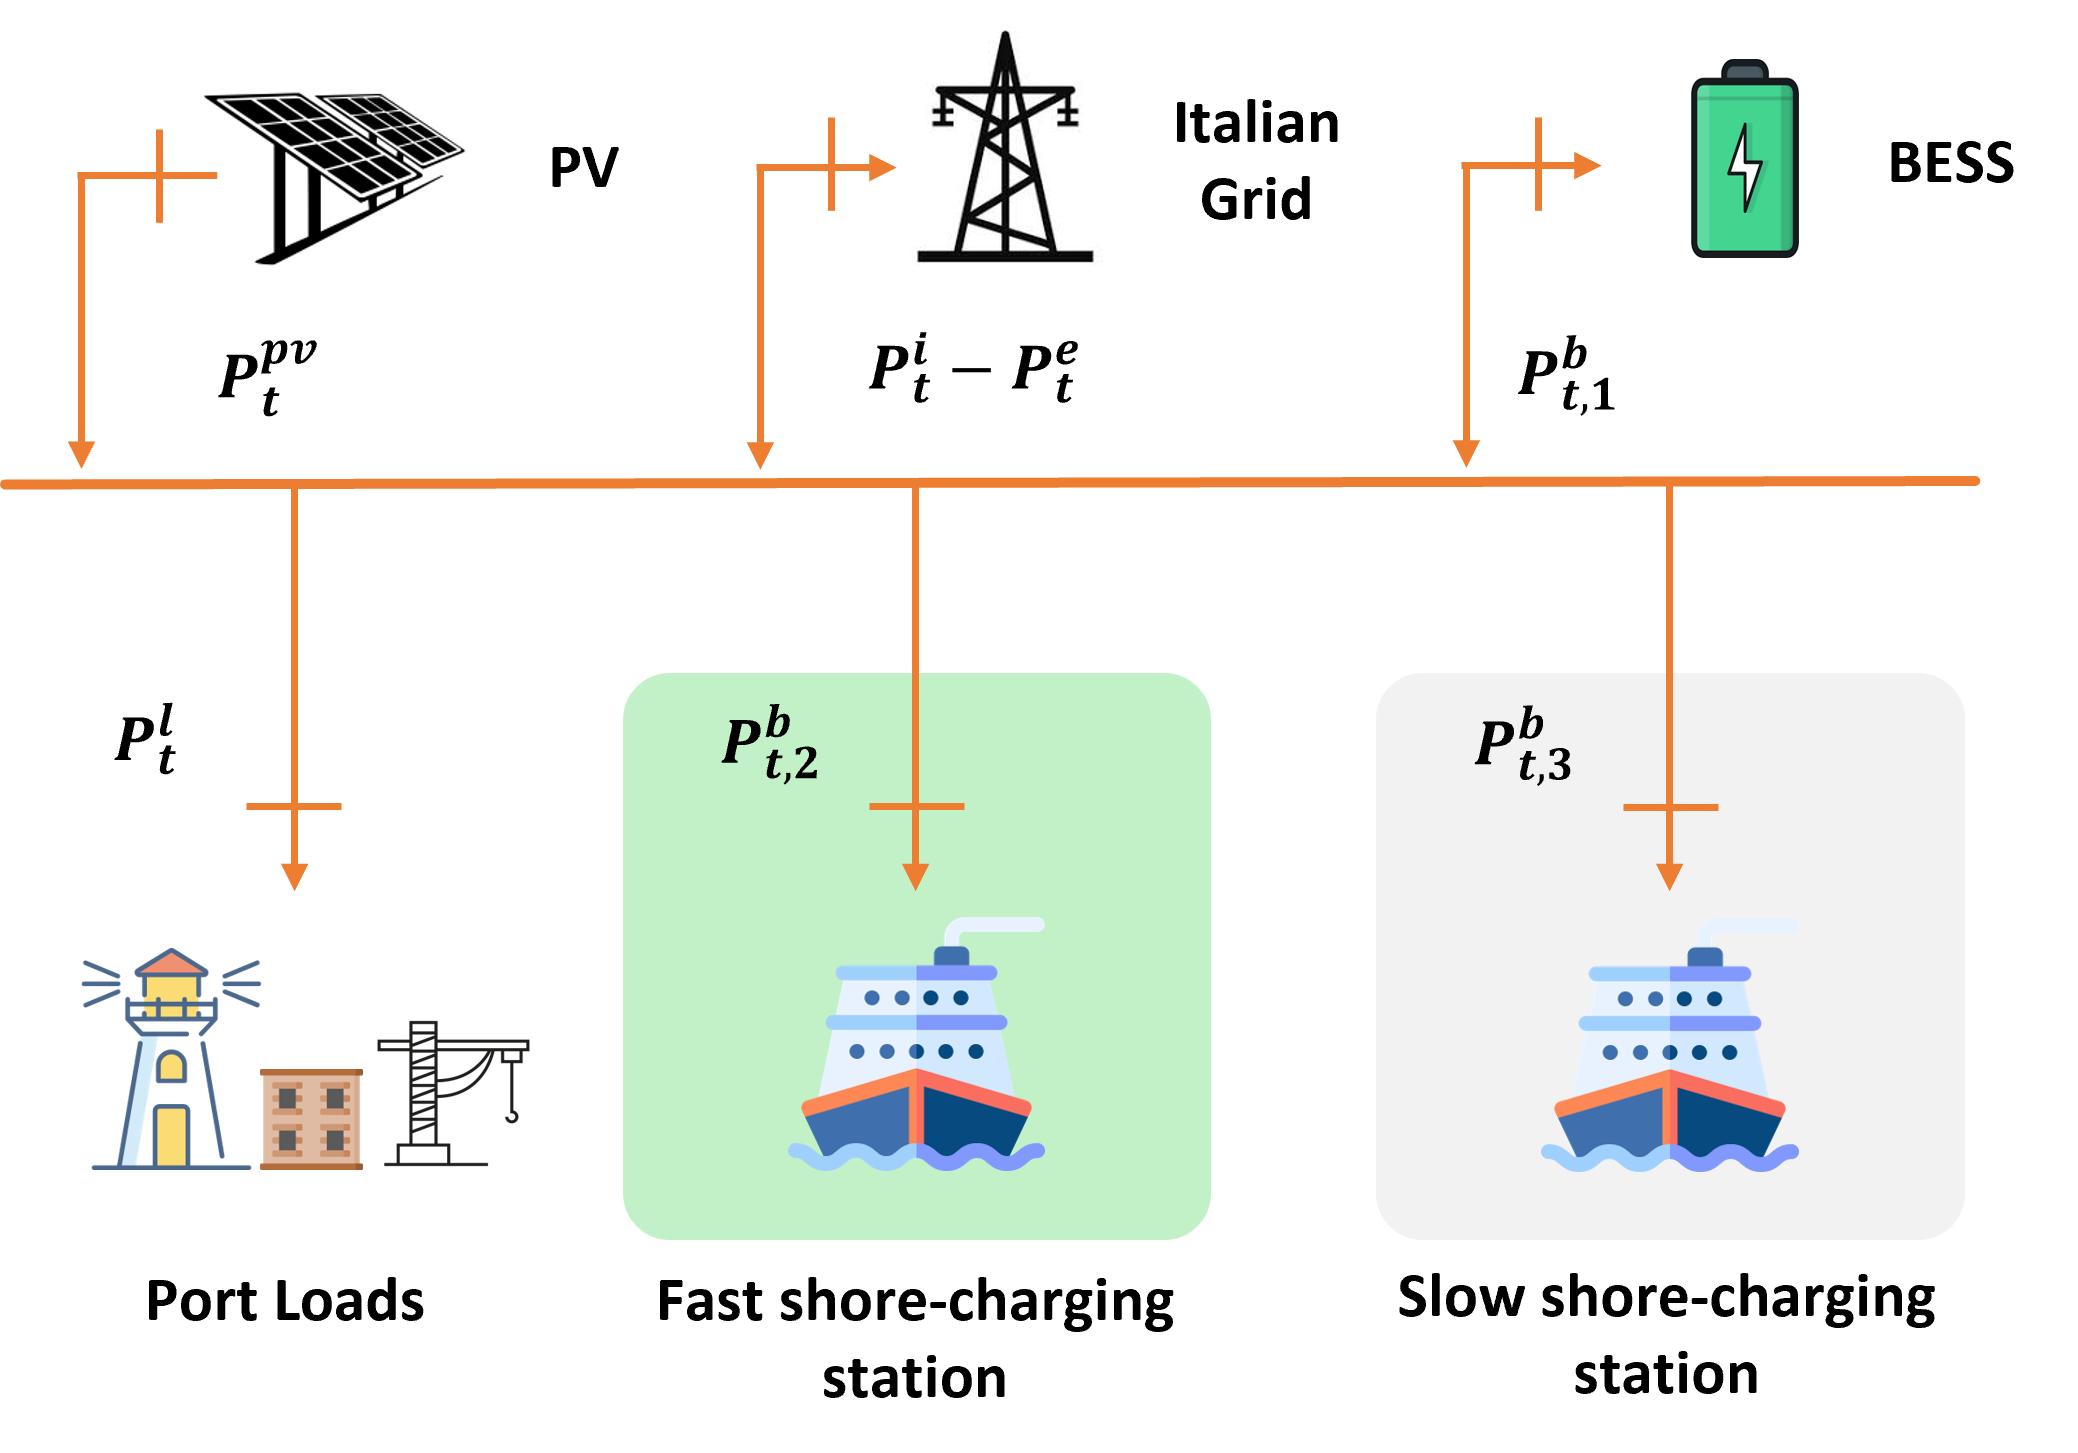 PV
Italian
Grid
BESS
P_t^{pv}
P_t^i − P_t^e
P_{t,1}^b
P_t^l
P_{t,2}^b
P_{t,3}^b
Port Loads
Fast shore-charging
station
Slow shore-charging
station